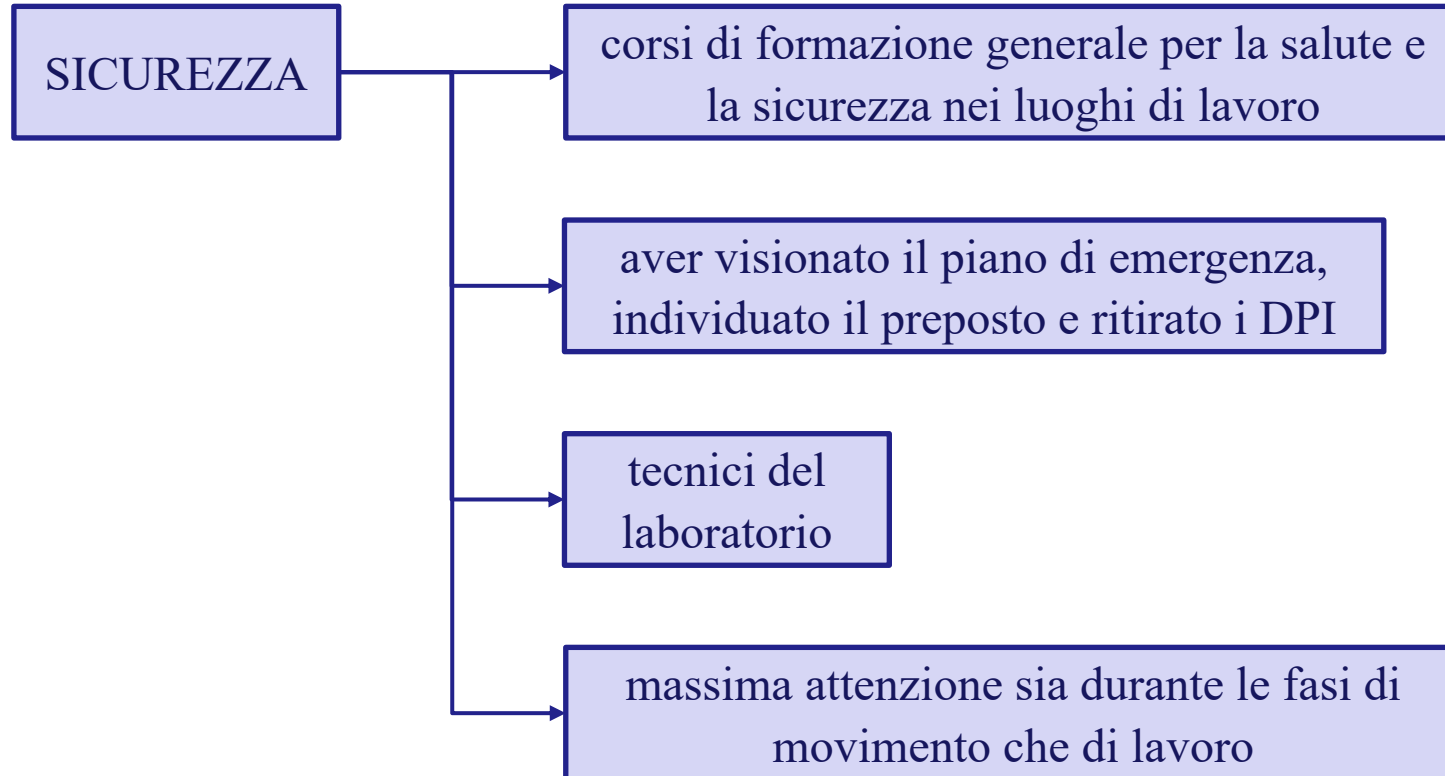 SICUREZZA
corsi di formazione generale per la salute e
la sicurezza nei luoghi di lavoro
aver visionato il piano di emergenza,
individuato il preposto e ritirato i DPI
tecnici del
laboratorio
massima attenzione sia durante le fasi di
movimento che di lavoro